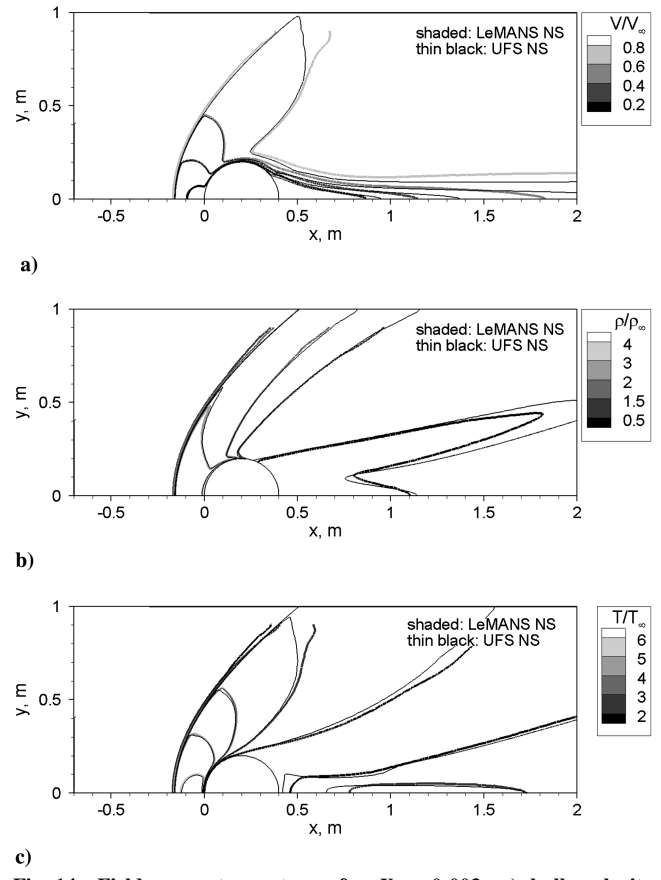 V/V∞
shaded: LeMANS NS
thin black: UFS NS
0.8
0.6
0.4
0.2
1
0.5
0
y, m
-0.5 0 0.5 1 1.5 2
x, m
a)
ρ/ρ∞
shaded: LeMANS NS
thin black: UFS NS
4
3
2
1.5
0.5
1
0.5
0
y, m
-0.5 0 0.5 1 1.5 2
x, m
b)
T/T∞
shaded: LeMANS NS
thin black: UFS NS
6
5
4
3
2
1
0.5
0
y, m
-0.5 0 0.5 1 1.5 2
x, m
c)
Fig. Field a) bulk velocity